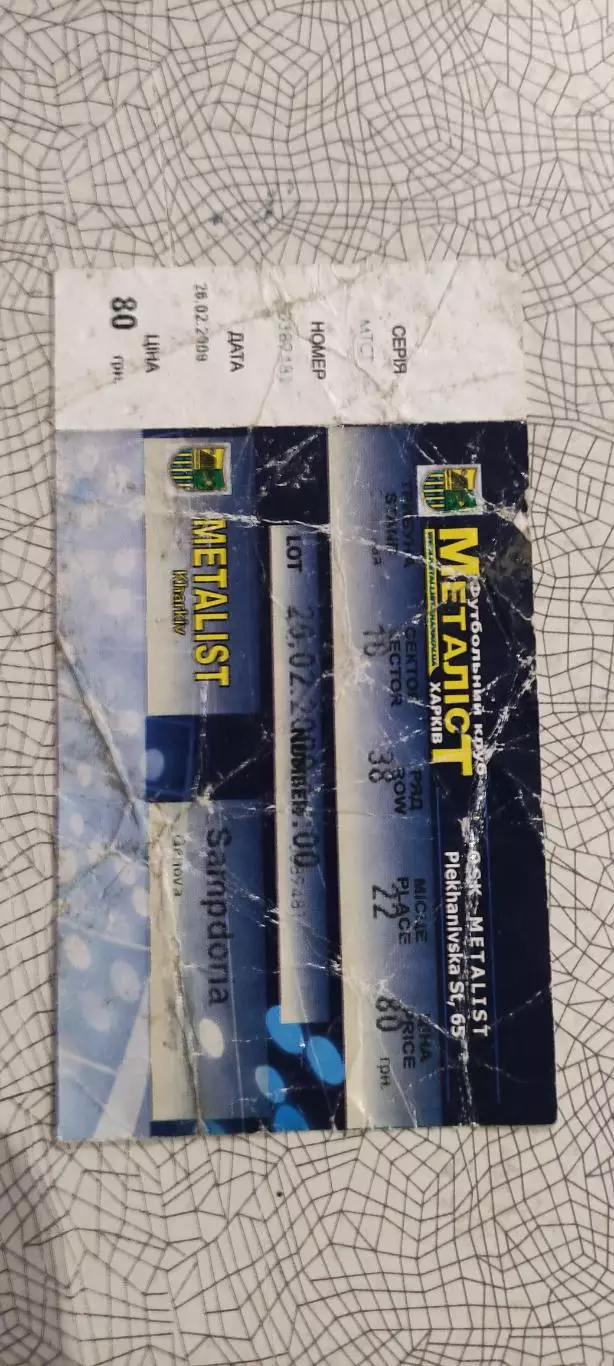 СЕРІЯ
МТСТ
НОМЕР
ДАТА
26.02.2009
ЦІНА
80 грн.
Футбольний клуб
МЕТАЛІСТ
ХАРКІВ
OSK - METALIST
Plekhanivska St, 65
СЕКТОР РЯД МІСЦЕ ЦІНА
SECTOR ROW PLACE PRICE
38 22 80 грн.
LOT NUMBER
METALIST Sampdoria
Kharkiv Genova